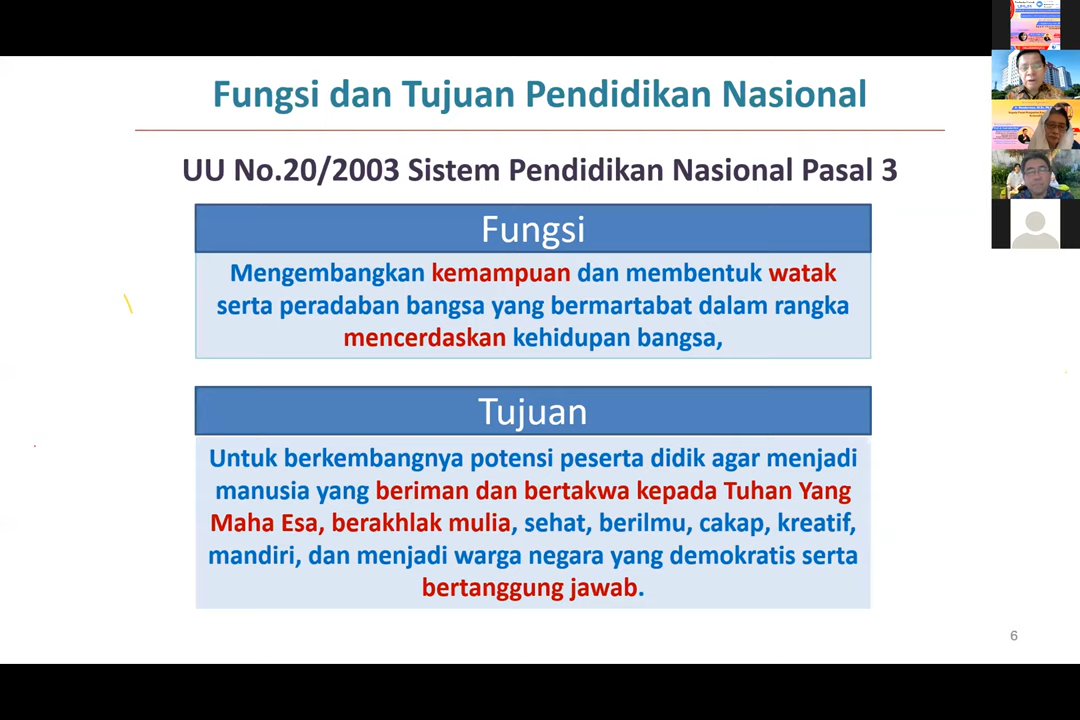 Fungsi dan Tujuan Pendidikan Nasional
UU No.20/2003 Sistem Pendidikan Nasional Pasal 3
Fungsi
Mengembangkan kemampuan dan membentuk watak
serta peradaban bangsa yang bermartabat dalam rangka
mencerdaskan kehidupan bangsa,
Tujuan
Untuk berkembangnya potensi peserta didik agar menjadi
manusia yang beriman dan bertakwa kepada Tuhan Yang
Maha Esa, berakhlak mulia, sehat, berilmu, cakap, kreatif,
mandiri, dan menjadi warga negara yang demokratis serta
bertanggung jawab.
6